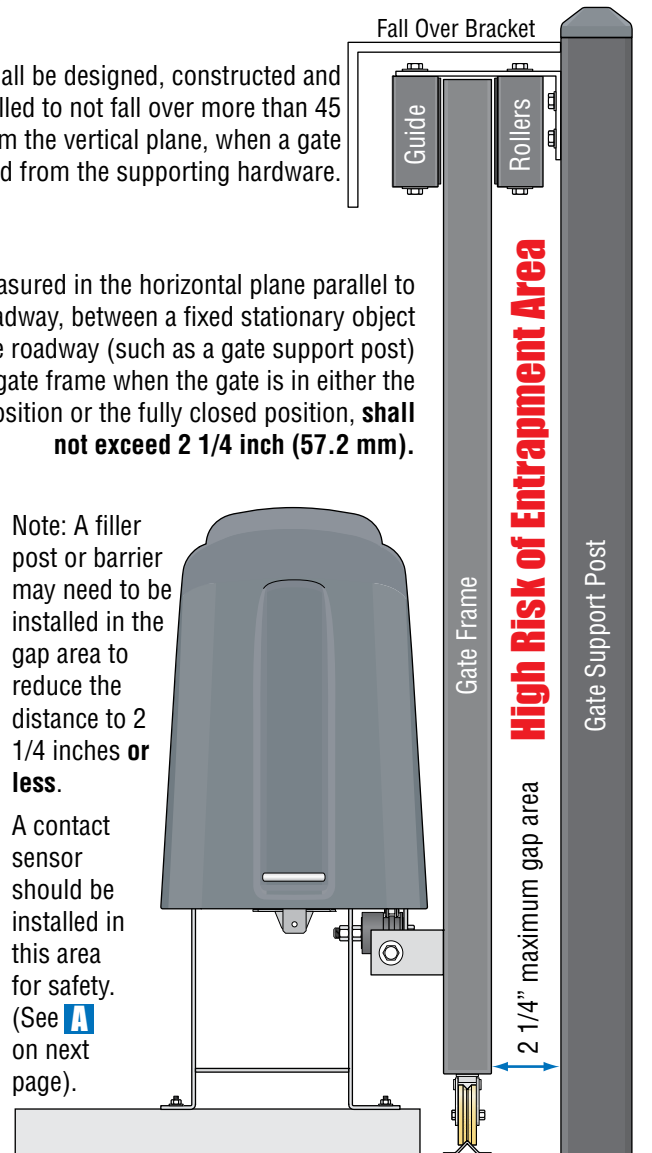 Fall Over Bracket
all be designed, constructed and
lled to not fall over more than 45
m the vertical plane, when a gate
d from the supporting hardware.
Guide
Rollers
asured in the horizontal plane parallel to
adway, between a fixed stationary object
e roadway (such as a gate support post)
gate frame when the gate is in either the
osition or the fully closed position, shall
not exceed 2 1/4 inch (57.2 mm).
High Risk of Entrapment Area
Note: A filler
post or barrier
may need to be
installed in the
gap area to
reduce the
distance to 2
1/4 inches or
less.
A contact
sensor
should be
installed in
this area
for safety.
(See A
on next
page).
Gate Frame
Gate Support Post
2 1/4” maximum gap area